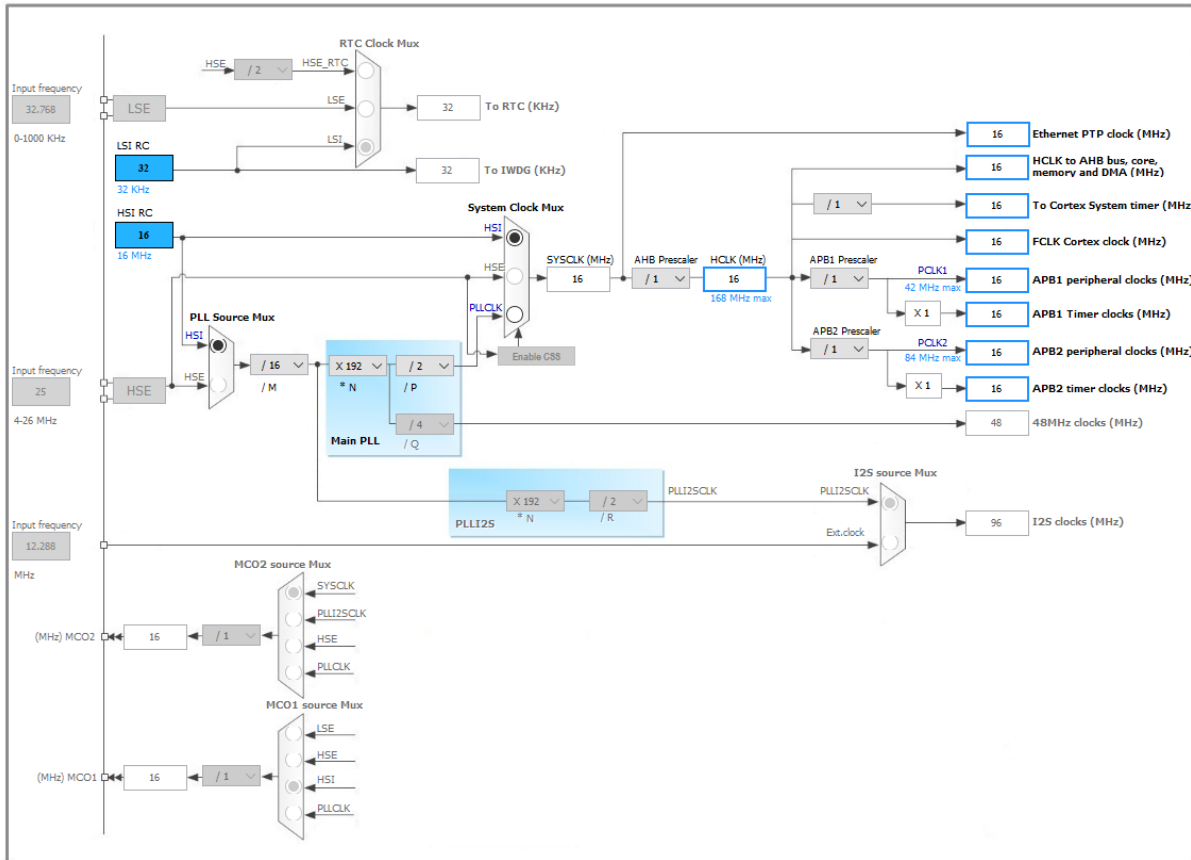 RTC Clock Mux
HSE
/ 2
HSE_RTC
Input frequency
32.768
0-1000 KHz
LSE
LSE
32
To RTC (KHz)
LSI
LSI RC
32
32 KHz
32
To IWDG (KHz)
16
Ethernet PTP clock (MHz)
16
HCLK to AHB bus, core,
memory and DMA (MHz)
HSI RC
16
16 MHz
System Clock Mux
HSI
HSE
PLLCLK
Enable CSS
/ 1
16
To Cortex System timer (MHz)
16
FCLK Cortex clock (MHz)
SYSCLK (MHz)
16
AHB Prescaler
/ 1
HCLK (MHz)
16
168 MHz max
APB1 Prescaler
/ 1
PCLK1
42 MHz max
16
APB1 peripheral clocks (MHz)
X 1
16
APB1 Timer clocks (MHz)
APB2 Prescaler
/ 1
PCLK2
84 MHz max
16
APB2 peripheral clocks (MHz)
X 1
16
APB2 timer clocks (MHz)
PLL Source Mux
HSI
HSE
/ 16
/ M
X 192
* N
/ 2
/ P
/ 4
/ Q
Main PLL
48
48MHz clocks (MHz)
Input frequency
25
4-26 MHz
HSE
PLLI2S
X 192
* N
/ 2
/ R
PLLI2SCLK
I2S source Mux
PLLI2SCLK
Ext.clock
96
I2S clocks (MHz)
Input frequency
12.288
MHz
MCO2 source Mux
SYSCLK
PLLI2SCLK
HSE
PLLCLK
(MHz) MCO2
16
/ 1
MCO1 source Mux
LSE
HSE
HSI
PLLCLK
(MHz) MCO1
16
/ 1